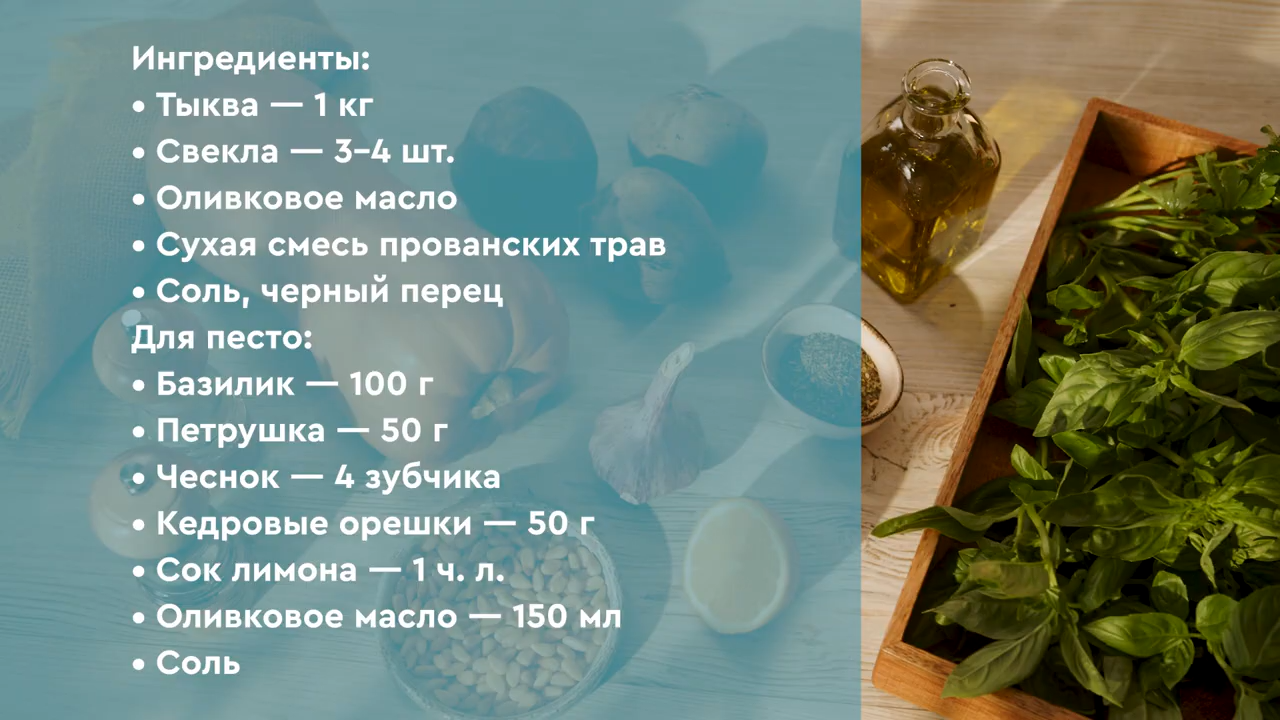 Ингредиенты:
• Тыква — 1 кг
• Свекла — 3–4 шт.
• Оливковое масло
• Сухая смесь прованских трав
• Соль, черный перец
Для песто:
• Базилик — 100 г
• Петрушка — 50 г
• Чеснок — 4 зубчика
• Кедровые орешки — 50 г
• Сок лимона — 1 ч. л.
• Оливковое масло — 150 мл
• Соль